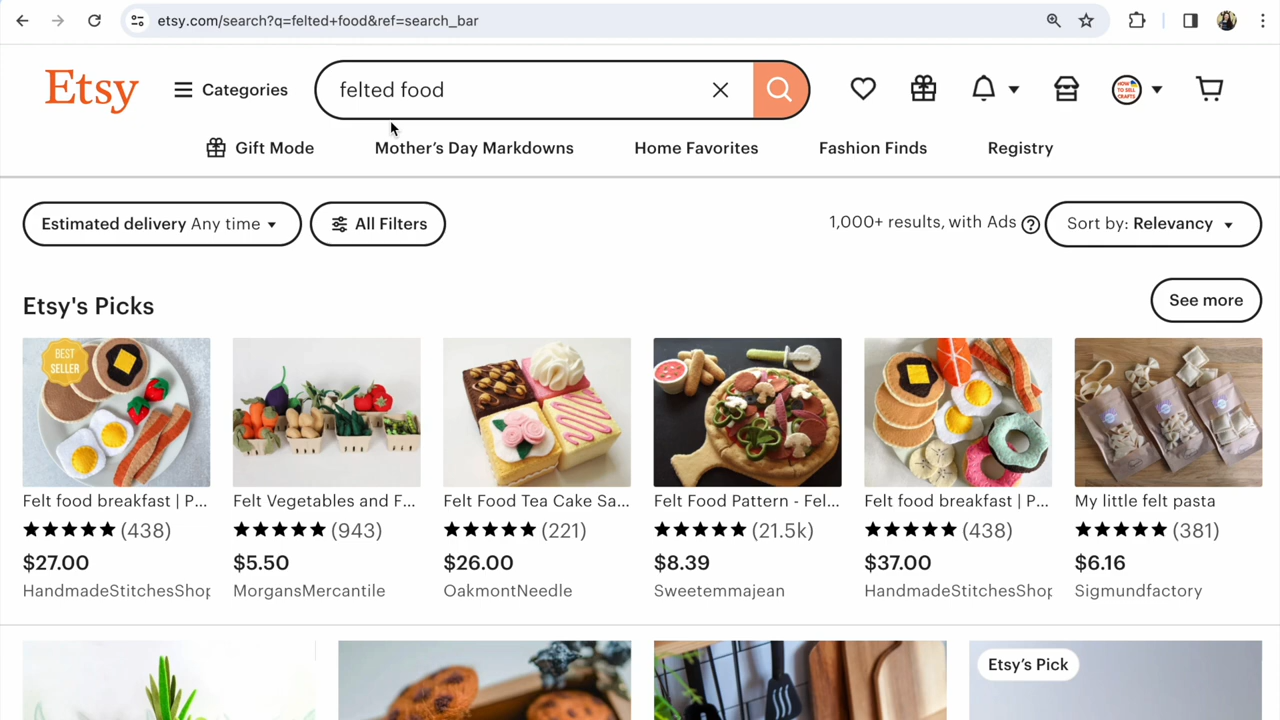 etsy.com/search?q=felted+food&ref=search_bar
Etsy
Categories
felted food
HOW TO SELL CRAFTS
Gift Mode
Mother's Day Markdowns
Home Favorites
Fashion Finds
Registry
Estimated delivery Any time
All Filters
1,000+ results, with Ads
Sort by: Relevancy
Etsy's Picks
See more
BEST
SELLER
Felt food breakfast | P...
Felt Vegetables and F...
Felt Food Tea Cake Sa...
Felt Food Pattern - Fel...
Felt food breakfast | P...
My little felt pasta
(438)
(943)
(221)
(21.5k)
(438)
(381)
$27.00
$5.50
$26.00
$8.39
$37.00
$6.16
HandmadeStitchesShop
MorgansMercantile
OakmontNeedle
Sweetemmajean
HandmadeStitchesShop
Sigmundfactory
Etsy's Pick